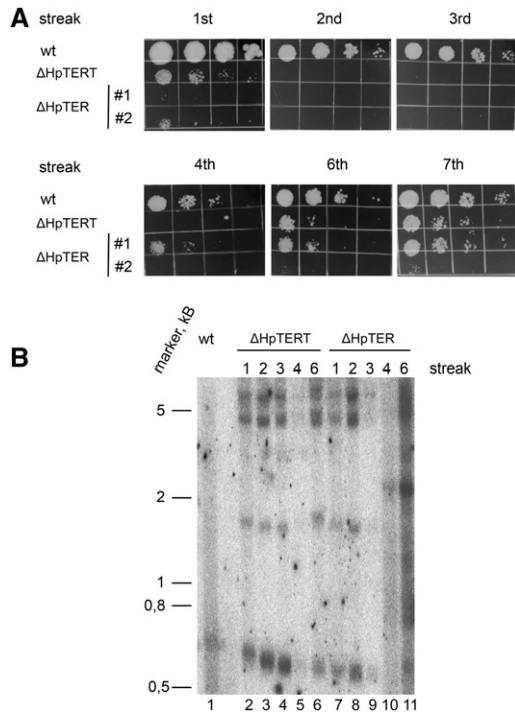 A
streak 1st 2nd 3rd
wt
ΔHpTERT
ΔHpTER #1
#2
streak 4th 6th 7th
wt
ΔHpTERT
ΔHpTER #1
#2
B
marker, kB wt ΔHpTERT ΔHpTER
1 2 3 4 6 1 2 3 4 6 streak
5
2
1
0,8
0,5
1 2 3 4 5 6 7 8 9 10 11